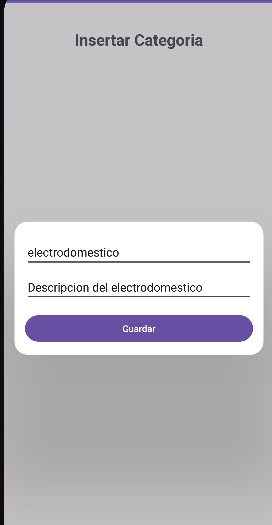 Insertar Categoria
electrodomestico
Descripcion del electrodomestico
Guardar